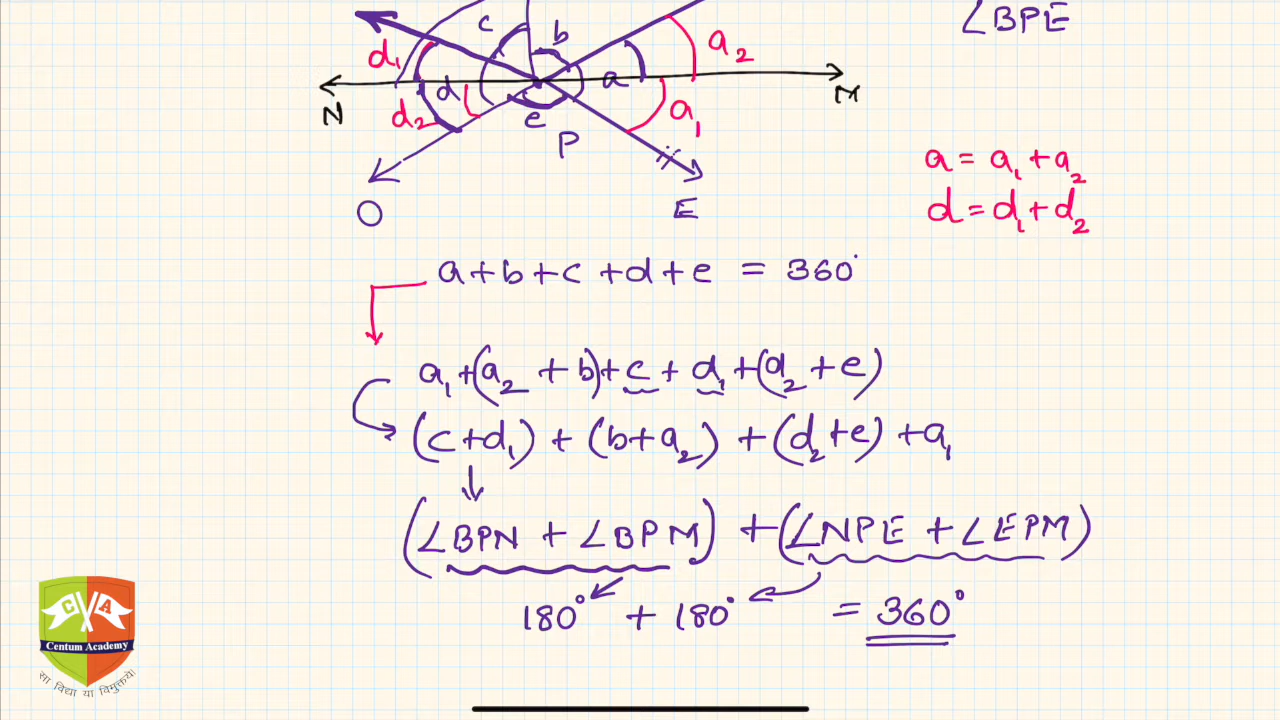 ∠BPE
c
b
d₁
a
a₂
N
M
d
d₂
e
a₁
P
O
E
a = a₁ + a₂
d = d₁ + d₂
a + b + c + d + e = 360°
a₁ + (a₂ + b) + c + d₁ + (d₂ + e)
(c + d₁) + (b + a₂) + (d₂ + e) + a₁
(∠BPN + ∠BPM) + (∠NPE + ∠EPM)
180° + 180° = 360°
C A
Centum Academy
सा विद्या या विमुक्तये।